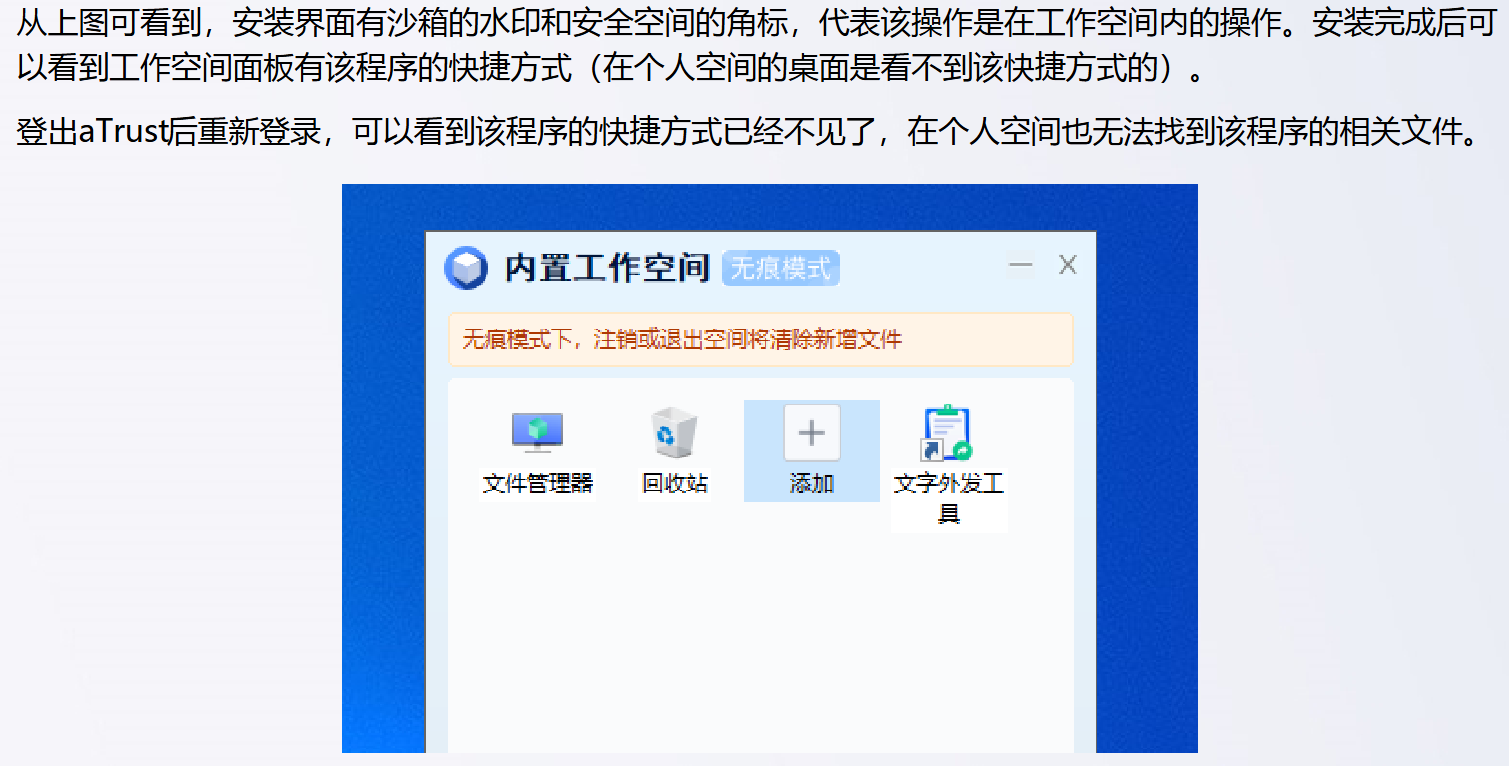 从上图可看到，安装界面有沙箱的水印和安全空间的角标，代表该操作是在工作空间内的操作。安装完成后可
以看到工作空间面板有该程序的快捷方式（在个人空间的桌面是看不到该快捷方式的）。
登出aTrust后重新登录，可以看到该程序的快捷方式已经不见了，在个人空间也无法找到该程序的相关文件。
内置工作空间 无痕模式
无痕模式下，注销或退出空间将清除新增文件
文件管理器 回收站 添加 文字外发工
具